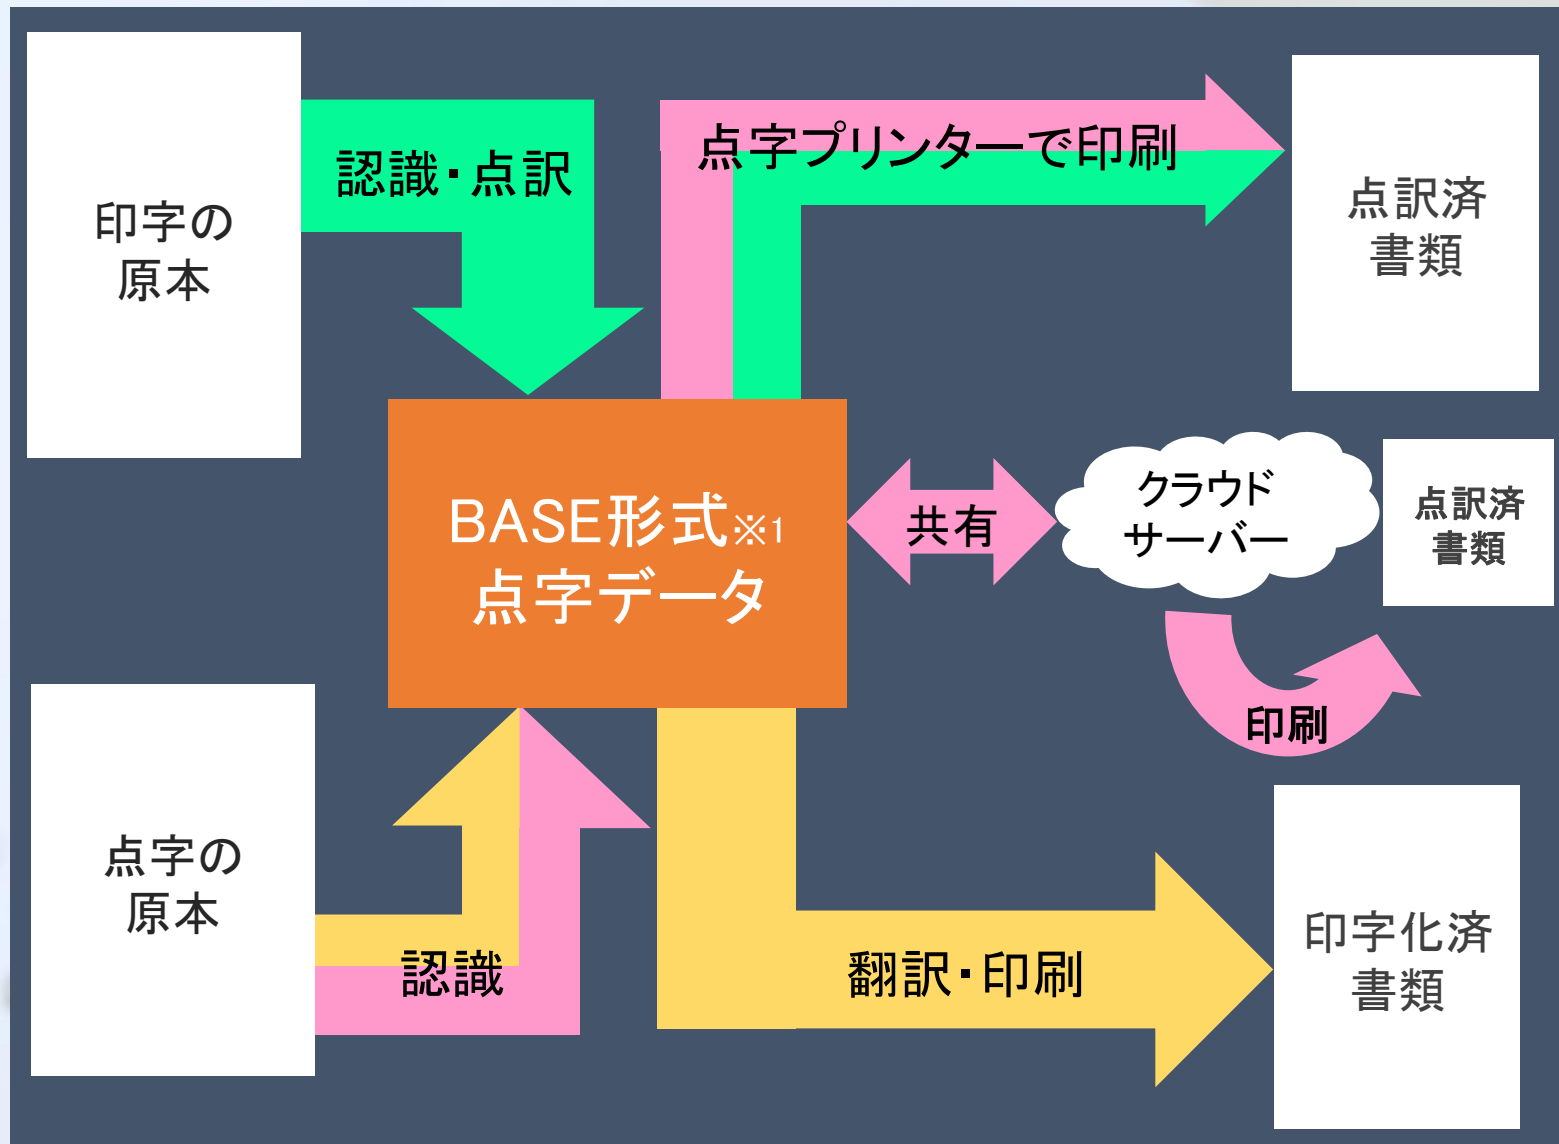 印字の
原本
認識・点訳
点字プリンターで印刷
点訳済
書類
BASE形式※1
点字データ
共有
クラウド
サーバー
点訳済
書類
印刷
点字の
原本
認識
翻訳・印刷
印字化済
書類